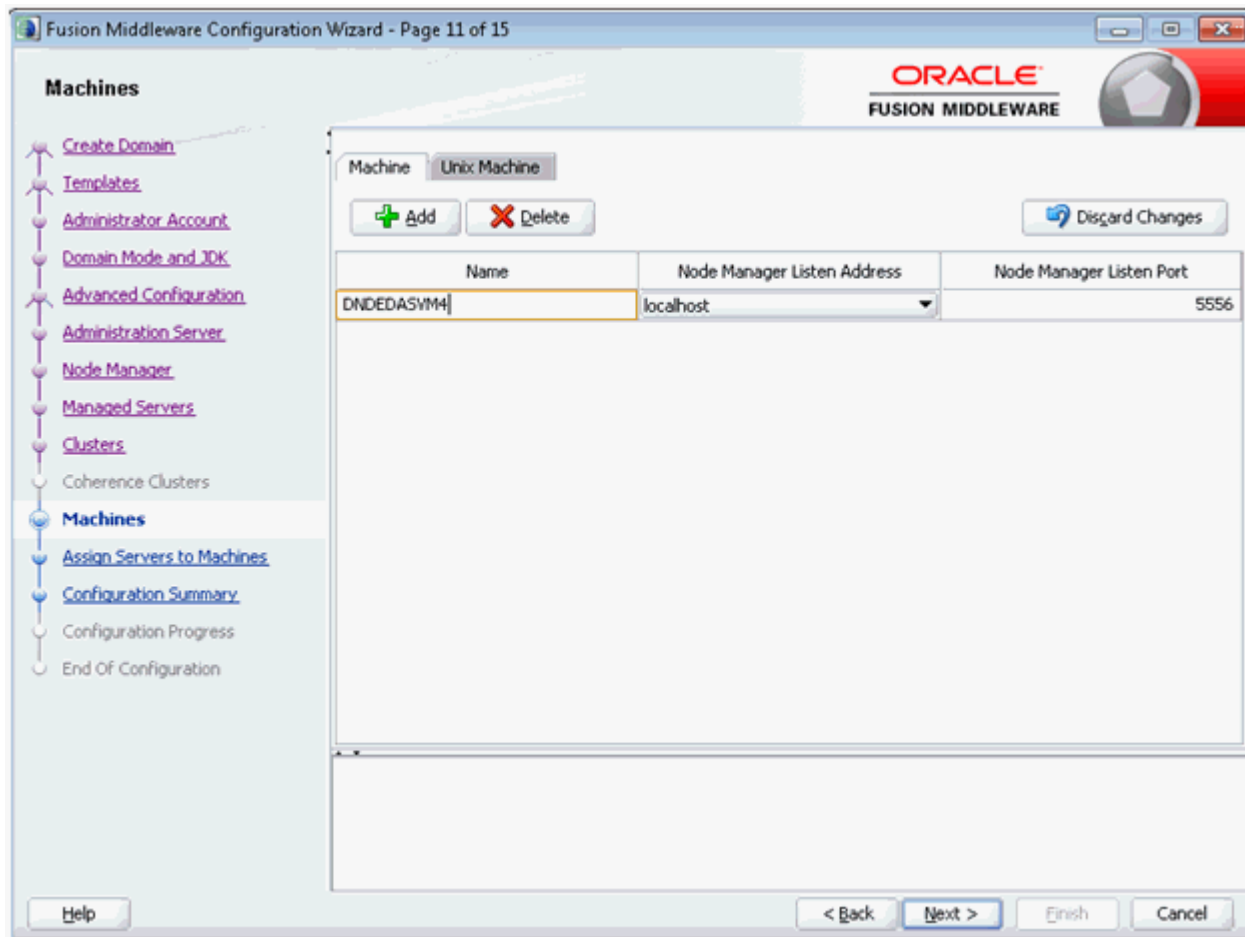 Fusion Middleware Configuration Wizard - Page 11 of 15
Machines
ORACLE
FUSION MIDDLEWARE
Create Domain
Templates
Administrator Account
Domain Mode and JDK
Advanced Configuration
Administration Server
Node Manager
Managed Servers
Clusters
Coherence Clusters
Machines
Assign Servers to Machines
Configuration Summary
Configuration Progress
End Of Configuration
Machine Unix Machine
Add Delete Discard Changes
Name Node Manager Listen Address Node Manager Listen Port
DNDEDASVM4 localhost 5556
Help < Back Next > Finish Cancel